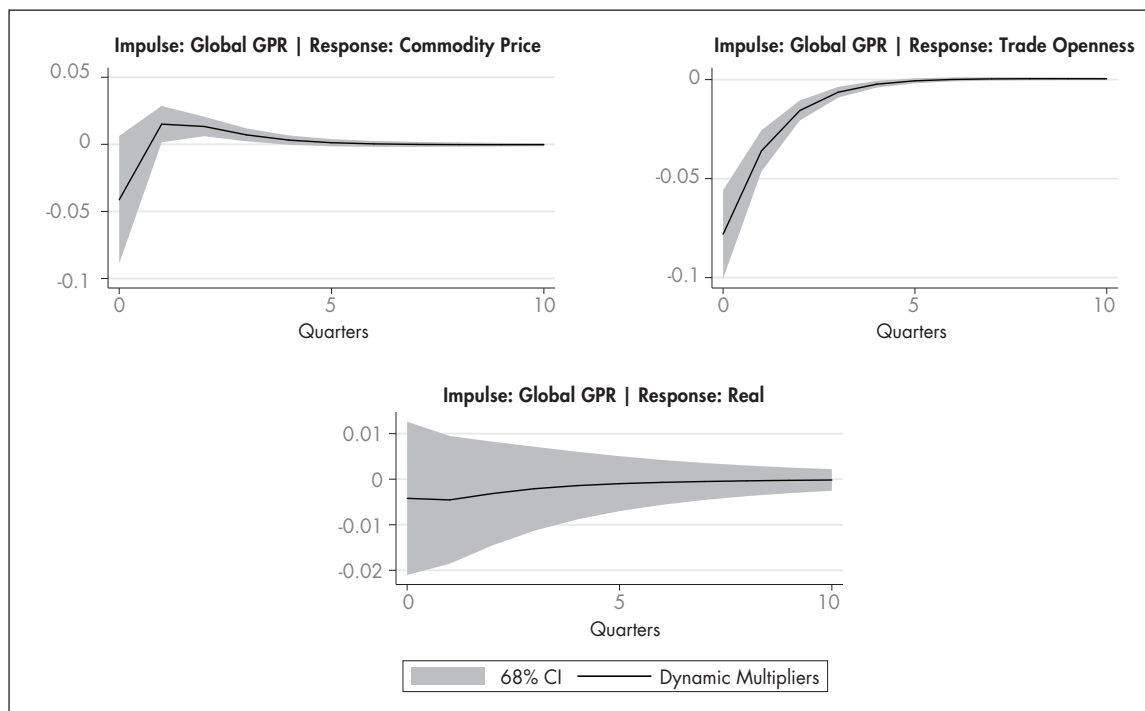 Impulse: Global GPR | Response: Commodity Price
0.05
0
-0.05
-0.1
0 5 10
Quarters
Impulse: Global GPR | Response: Trade Openness
0
-0.05
-0.1
0 5 10
Quarters
Impulse: Global GPR | Response: Real
0.01
0
-0.01
-0.02
0 5 10
Quarters
68% CI Dynamic Multipliers